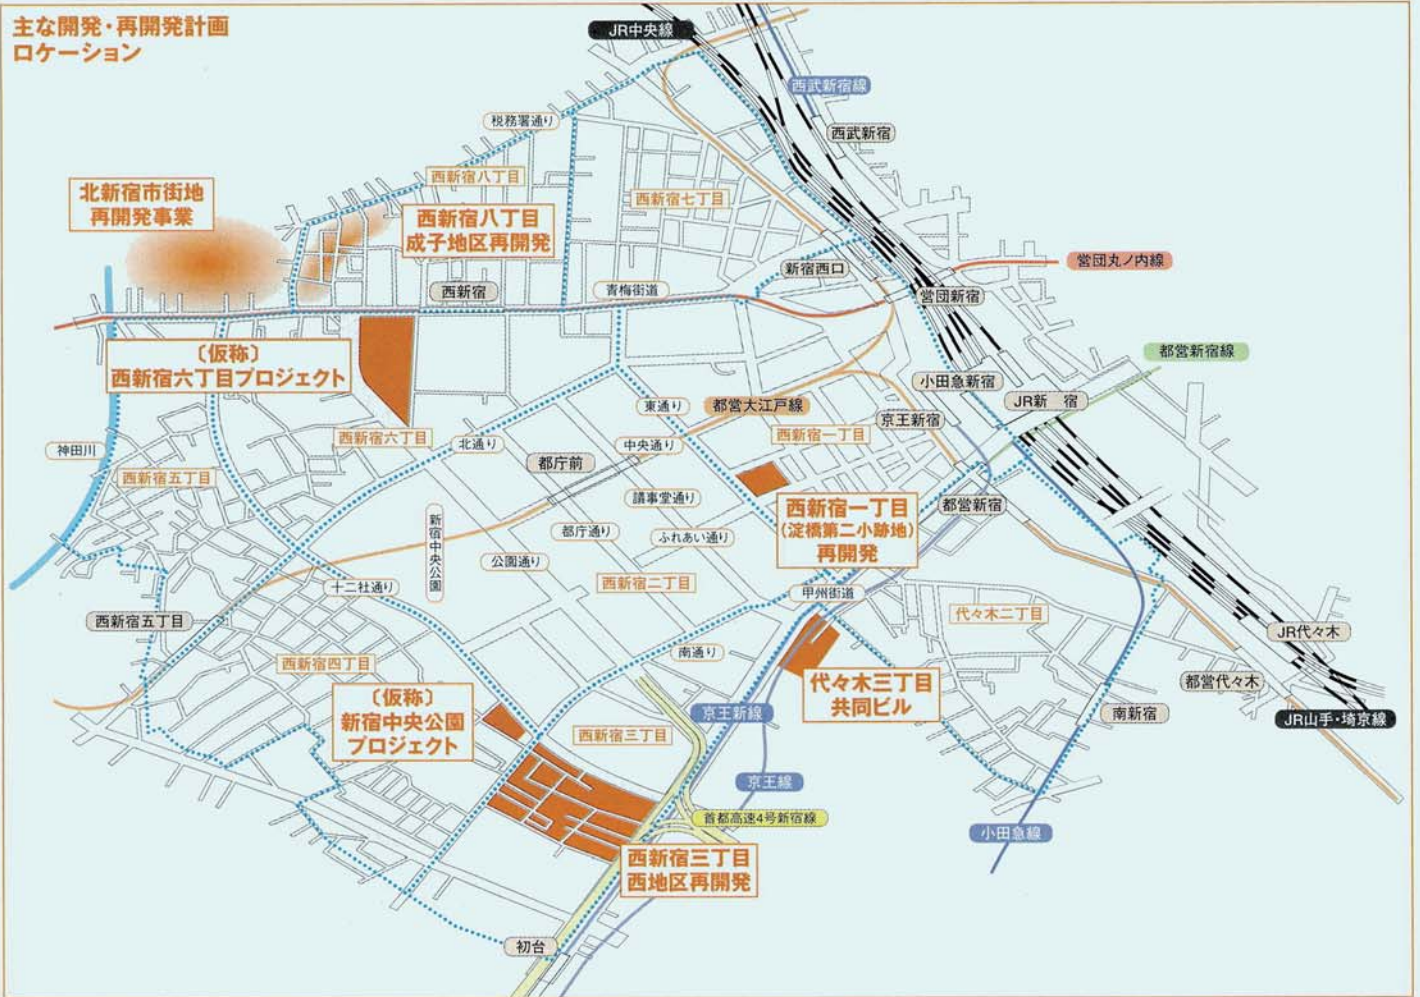 主な開発・再開発計画
ロケーション
JR中央線
西武新宿線
税務署通り
西武新宿
西新宿八丁目
北新宿市街地
再開発事業
西新宿七丁目
西新宿八丁目
成子地区再開発
営団丸ノ内線
新宿西口
西新宿
青梅街道
営団新宿
〔仮称〕
西新宿六丁目プロジェクト
都営新宿線
小田急新宿
JR新 宿
東通り
都営大江戸線
京王新宿
西新宿六丁目
北通り
中央通り
西新宿一丁目
神田川
西新宿五丁目
都庁前
議事堂通り
西新宿一丁目
(淀橋第二小跡地)
再開発
都営新宿
新宿中央公園
都庁通り
ふれあい通り
公園通り
十二社通り
西新宿二丁目
甲州街道
西新宿五丁目
代々木二丁目
JR代々木
西新宿四丁目
南通り
都営代々木
代々木三丁目
共同ビル
〔仮称〕
新宿中央公園
プロジェクト
京王新線
南新宿
JR山手・埼京線
西新宿三丁目
京王線
首都高速4号新宿線
小田急線
西新宿三丁目
西地区再開発
初台